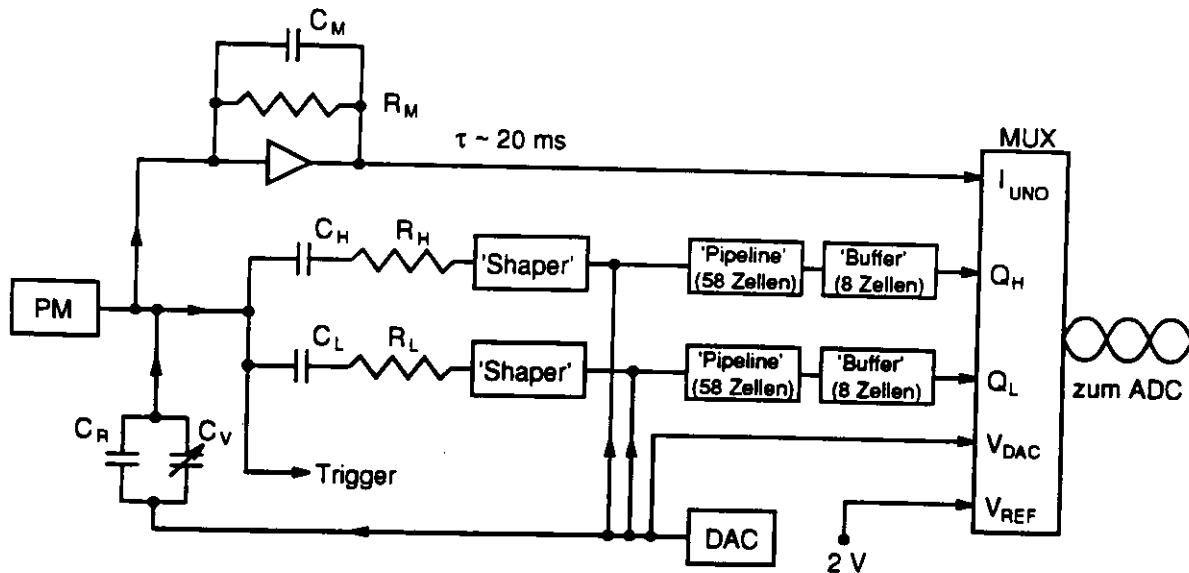 C_M
R_M
τ ~ 20 ms
MUX
I_UNO
C_H
R_H
'Shaper'
'Pipeline'
(58 Zellen)
'Buffer'
(8 Zellen)
Q_H
PM
C_L
R_L
'Shaper'
'Pipeline'
(58 Zellen)
'Buffer'
(8 Zellen)
Q_L
zum ADC
C_R
C_V
Trigger
V_DAC
V_REF
DAC
2 V